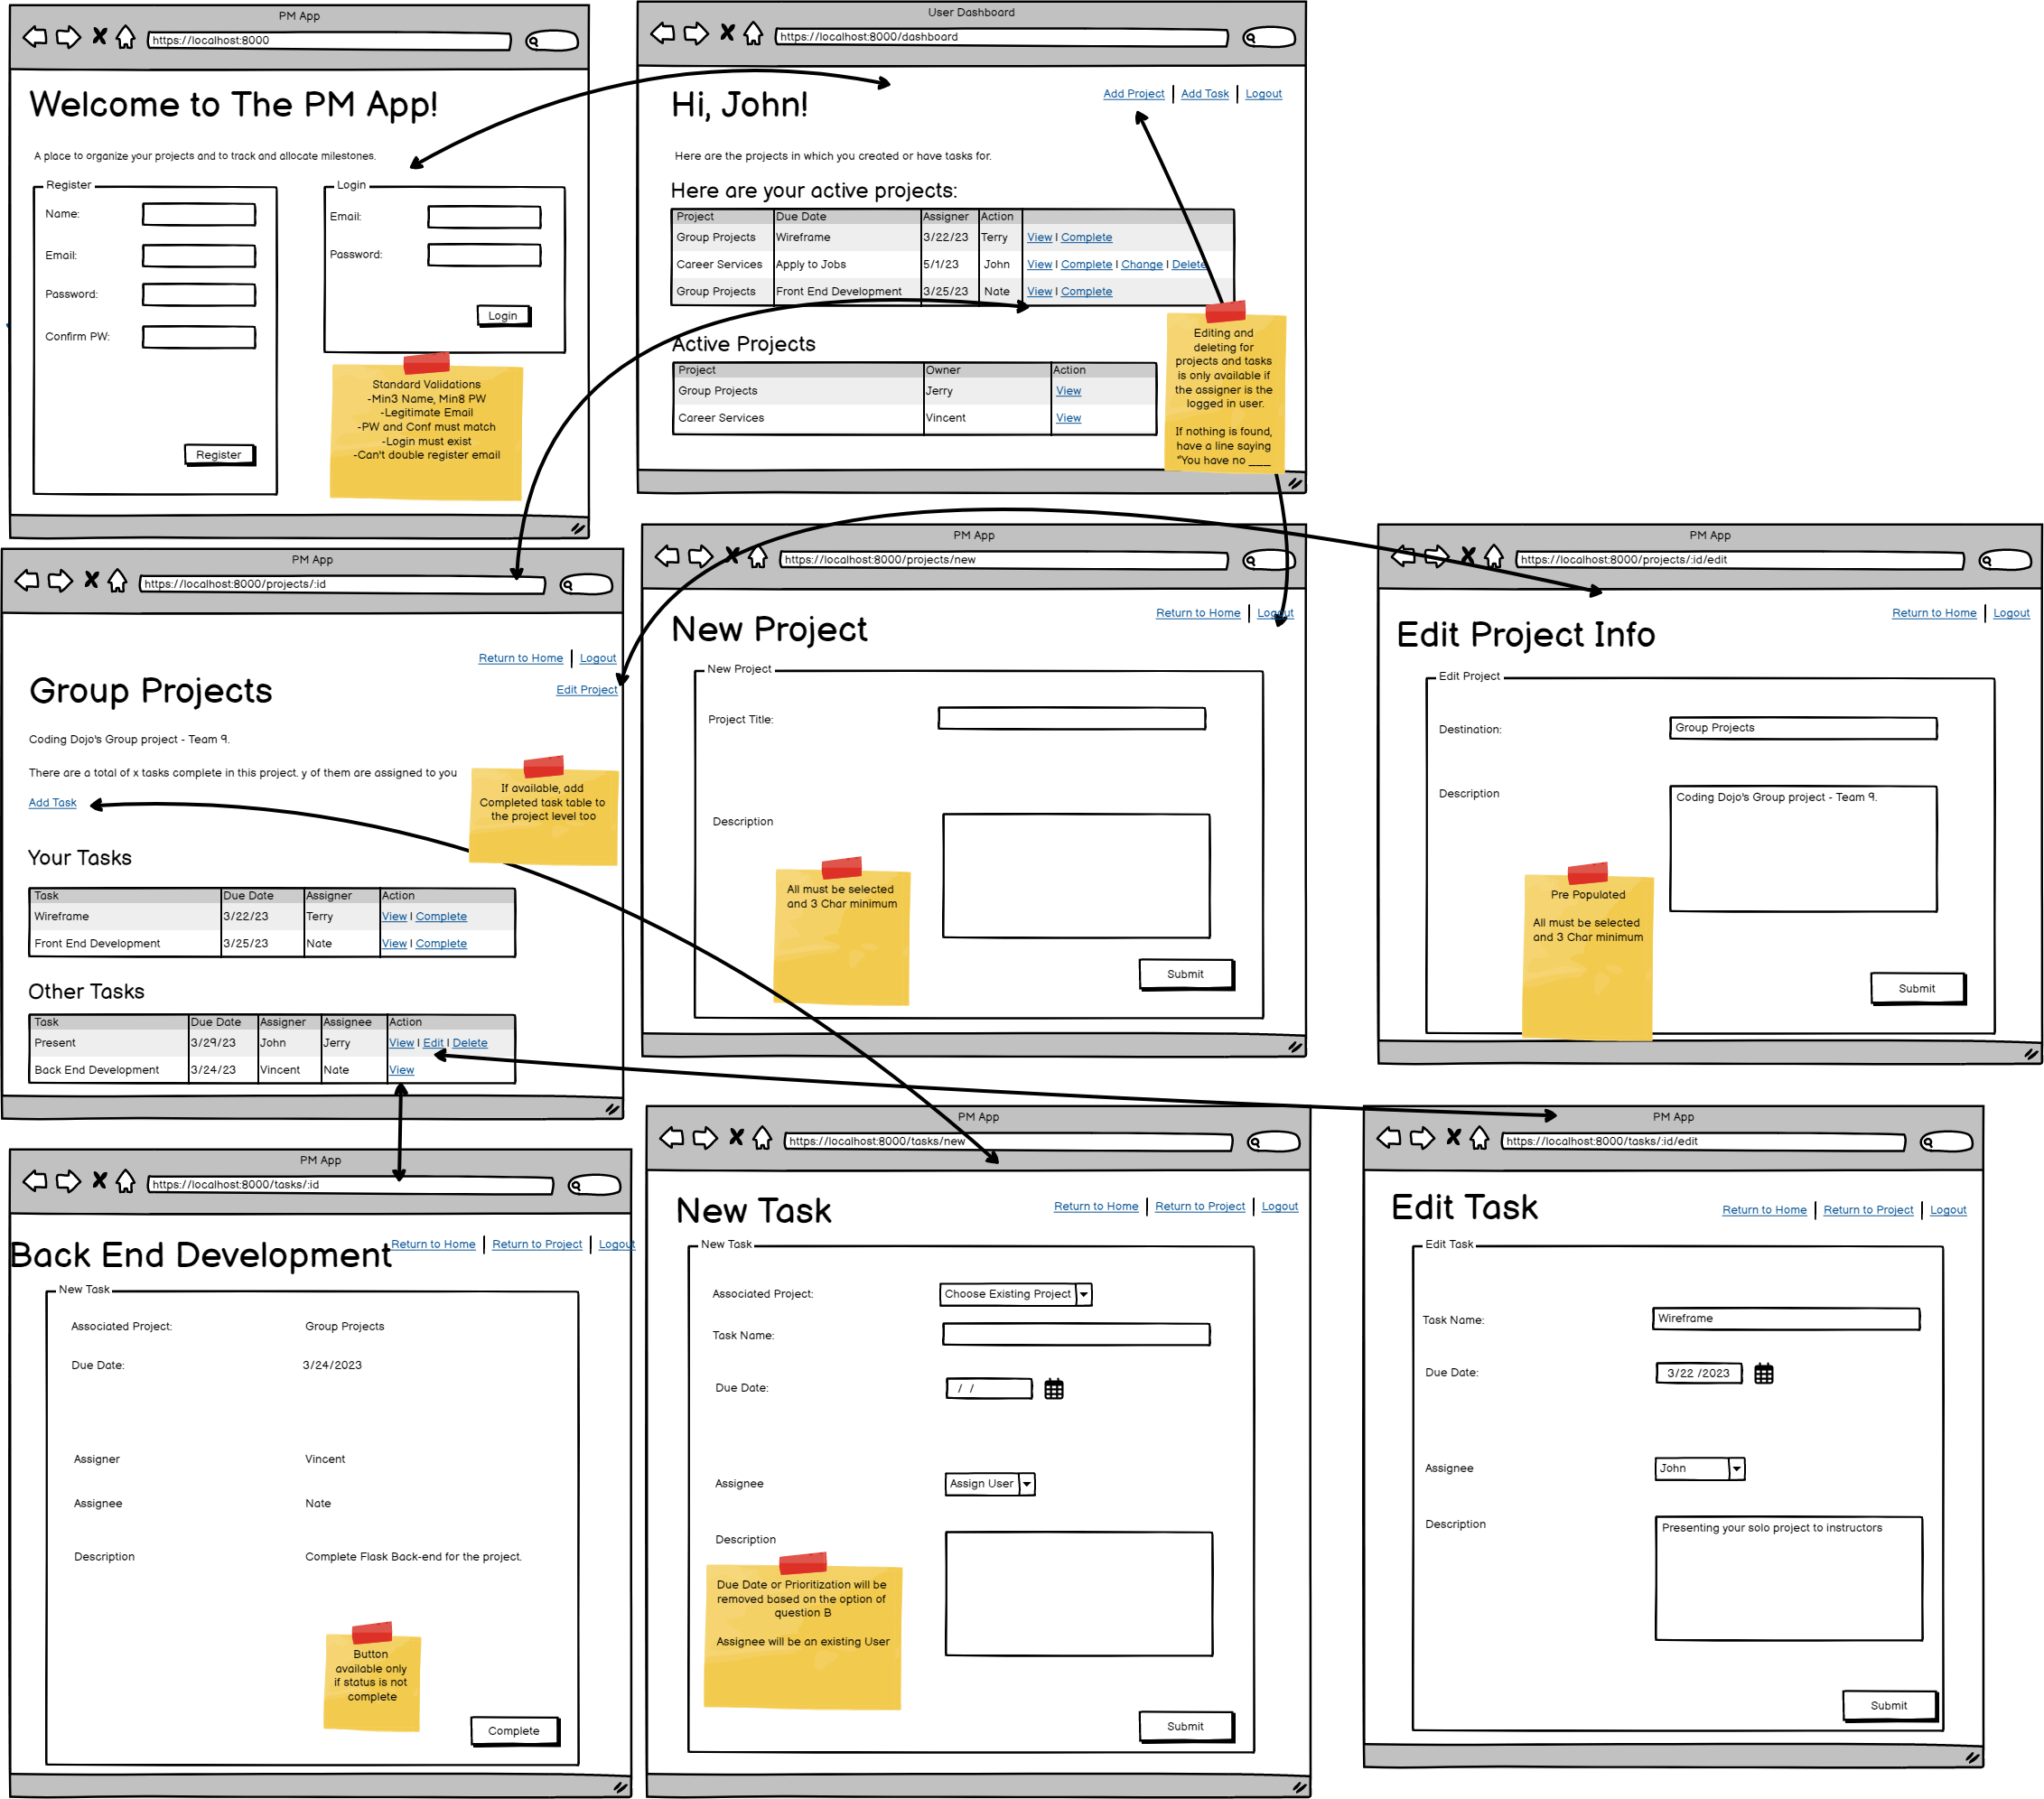 PM App
https://localhost:8000
Welcome to The PM App!
A place to organize your projects and to track and allocate milestones.
Register
Name:
Email:
Password:
Confirm PW:
Register
Login
Email:
Password:
Login
Standard Validations
-Min3 Name, Min8 PW
-Legitimate Email
-PW and Conf must match
-Login must exist
-Can't double register email
User Dashboard
https://localhost:8000/dashboard
Hi, John!
Add Project | Add Task | Logout
Here are the projects in which you created or have tasks for.
Here are your active projects:
Project Due Date Assigner Action
Group Projects Wireframe 3/22/23 Terry View | Complete
Career Services Apply to Jobs 5/1/23 John View | Complete | Change | Delete
Group Projects Front End Development 3/25/23 Nate View | Complete
Active Projects
Project Owner Action
Group Projects Jerry View
Career Services Vincent View
Editing and
deleting for
projects and tasks
is only available if
the assigner is the
logged in user.
If nothing is found,
have a line saying
"You have no ___
PM App
https://localhost:8000/projects/:id
Return to Home | Logout
Group Projects
Edit Project
Coding Dojo's Group project - Team 9.
There are a total of x tasks complete in this project. y of them are assigned to you
Add Task
If available, add
Completed task table to
the project level too
Your Tasks
Task Due Date Assigner Action
Wireframe 3/22/23 Terry View | Complete
Front End Development 3/25/23 Nate View | Complete
Other Tasks
Task Due Date Assigner Assignee Action
Present 3/29/23 John Jerry View | Edit | Delete
Back End Development 3/24/23 Vincent Nate View
PM App
https://localhost:8000/projects/new
Return to Home | Logout
New Project
New Project
Project Title:
Description
All must be selected
and 3 Char minimum
Submit
PM App
https://localhost:8000/projects/:id/edit
Return to Home | Logout
Edit Project Info
Edit Project
Destination: Group Projects
Description Coding Dojo's Group project - Team 9.
Pre Populated
All must be selected
and 3 Char minimum
Submit
PM App
https://localhost:8000/tasks/:id
Back End Development
Return to Home | Return to Project | Logout
New Task
Associated Project: Group Projects
Due Date: 3/24/2023
Assigner Vincent
Assignee Nate
Description Complete Flask Back-end for the project.
Button
available only
if status is not
complete
Complete
PM App
https://localhost:8000/tasks/new
New Task
Return to Home | Return to Project | Logout
New Task
Associated Project: Choose Existing Project
Task Name:
Due Date: / /
Assignee Assign User
Description
Due Date or Prioritization will be
removed based on the option of
question B
Assignee will be an existing User
Submit
PM App
https://localhost:8000/tasks/:id/edit
Edit Task
Return to Home | Return to Project | Logout
Edit Task
Task Name: Wireframe
Due Date: 3/22 /2023
Assignee John
Description Presenting your solo project to instructors
Submit